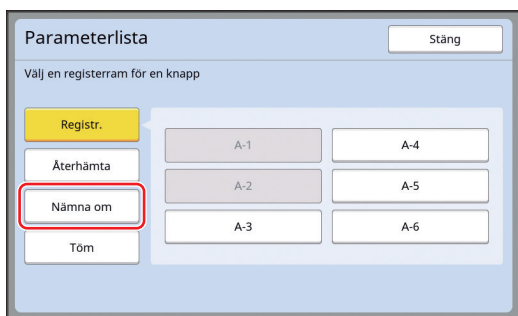 Parameterlista
Stäng
Välj en registerram för en knapp
Registr.
Återhämta
Nämna om
Töm
A-1
A-4
A-2
A-5
A-3
A-6